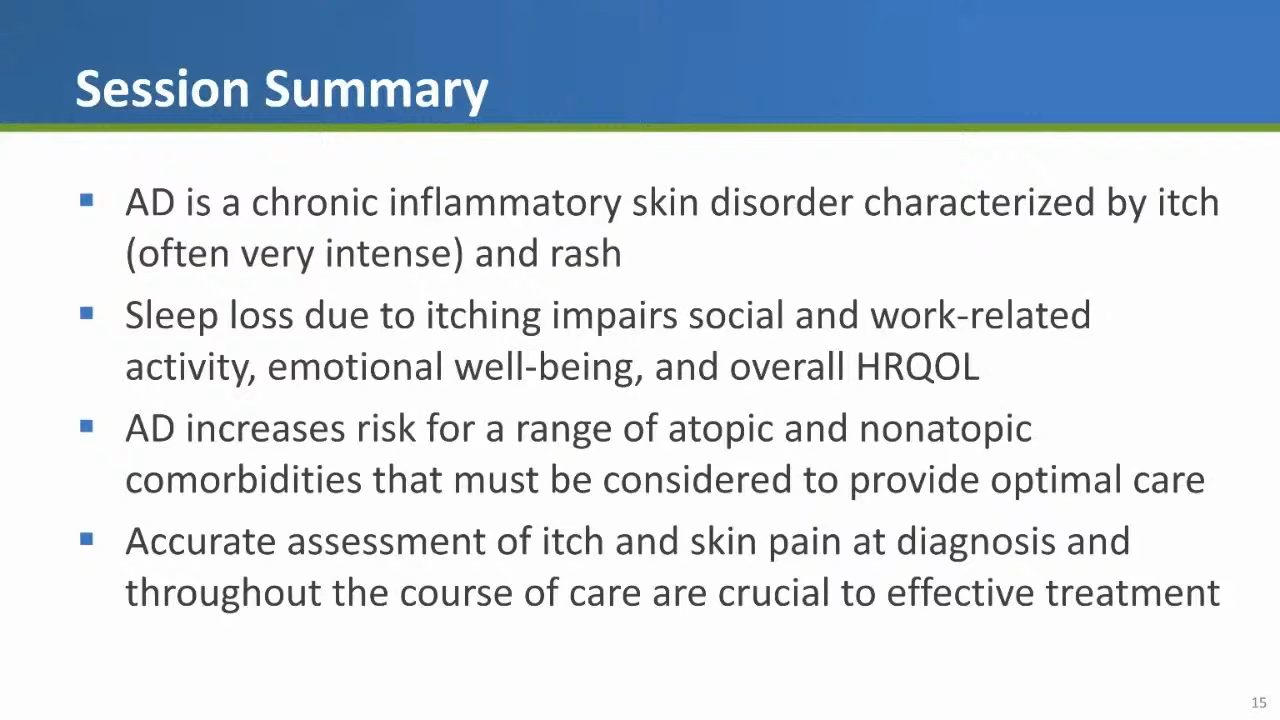 Session Summary
▪ AD is a chronic inflammatory skin disorder characterized by itch
(often very intense) and rash
▪ Sleep loss due to itching impairs social and work-related
activity, emotional well-being, and overall HRQOL
▪ AD increases risk for a range of atopic and nonatopic
comorbidities that must be considered to provide optimal care
▪ Accurate assessment of itch and skin pain at diagnosis and
throughout the course of care are crucial to effective treatment
15